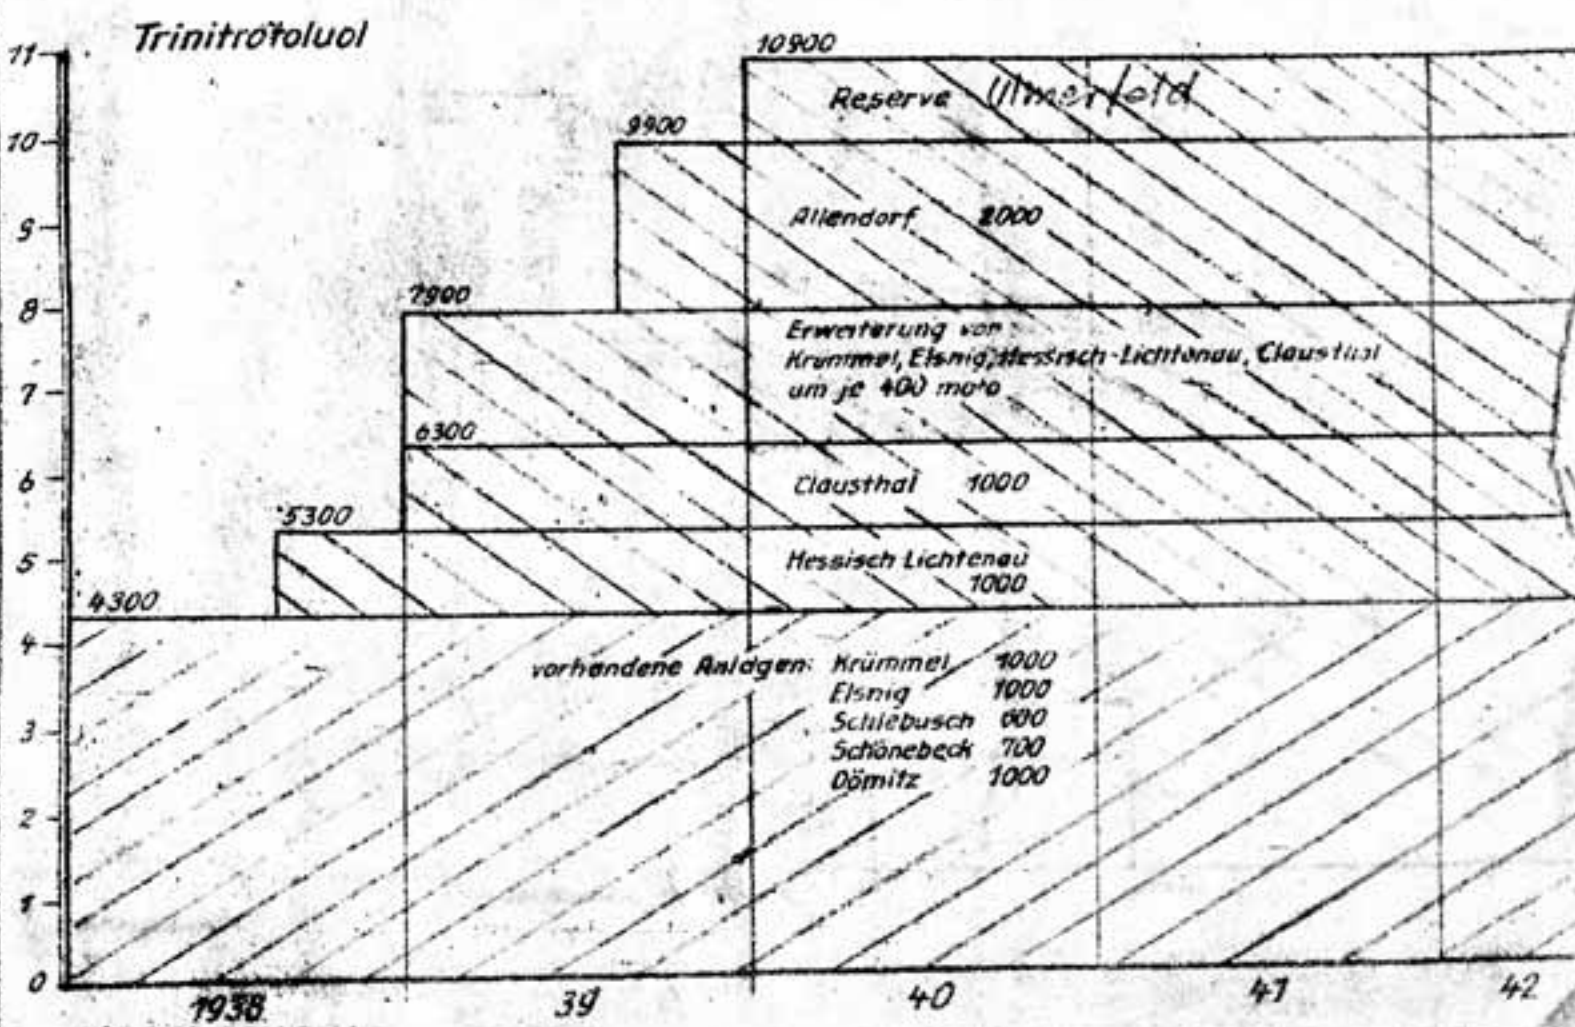 Trinitrotoluol
11
10
9
8
7
6
5
4
3
2
1
0
10900
Reserve Ulmerfeld
9900
Allendorf 2000
7900
Erweiterung von
Krümmel, Elsnig, Hessisch-Lichtenau, Clausthal
um je 400 moto
6300
Clausthal 1000
5300
Hessisch Lichtenau
1000
4300
vorhandene Anlagen: Krümmel 1000
Elsnig 1000
Schlebusch 600
Schönebeck 700
Dömitz 1000
1938 39 40 41 42